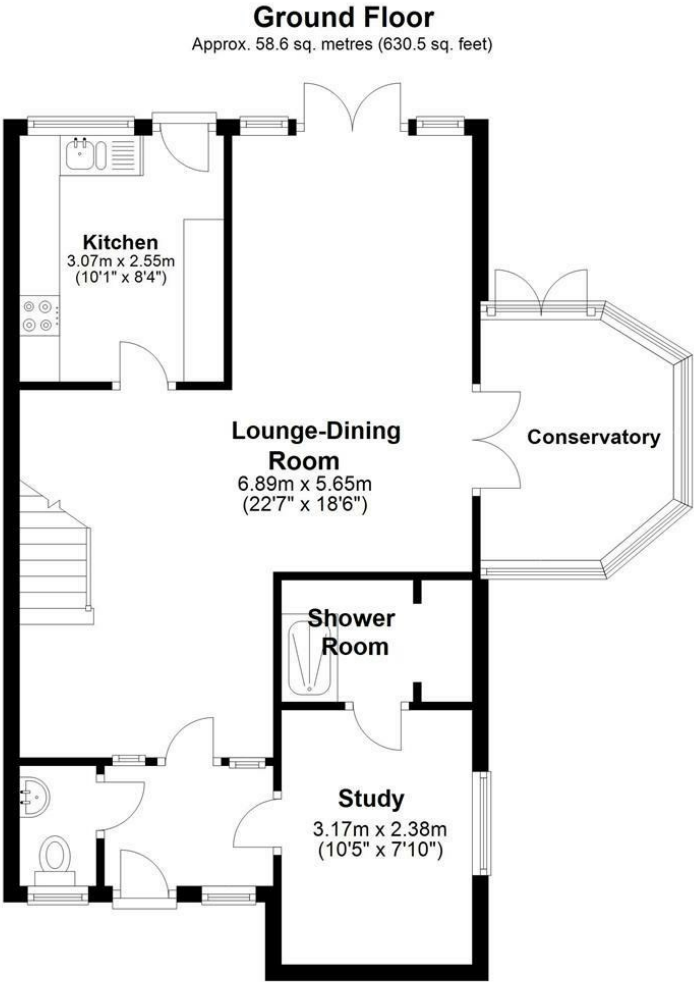 Ground Floor
Approx. 58.6 sq. metres (630.5 sq. feet)
Kitchen
3.07m x 2.55m
(10'1" x 8'4")
Lounge-Dining
Room
6.89m x 5.65m
(22'7" x 18'6")
Conservatory
Shower
Room
Study
3.17m x 2.38m
(10'5" x 7'10")